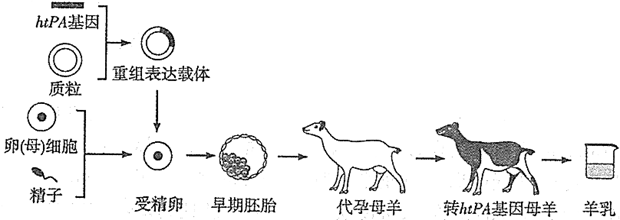 htPA基因
质粒
重组表达载体
卵(母)细胞
精子
受精卵
早期胚胎
代孕母羊
转htPA基因母羊
羊乳